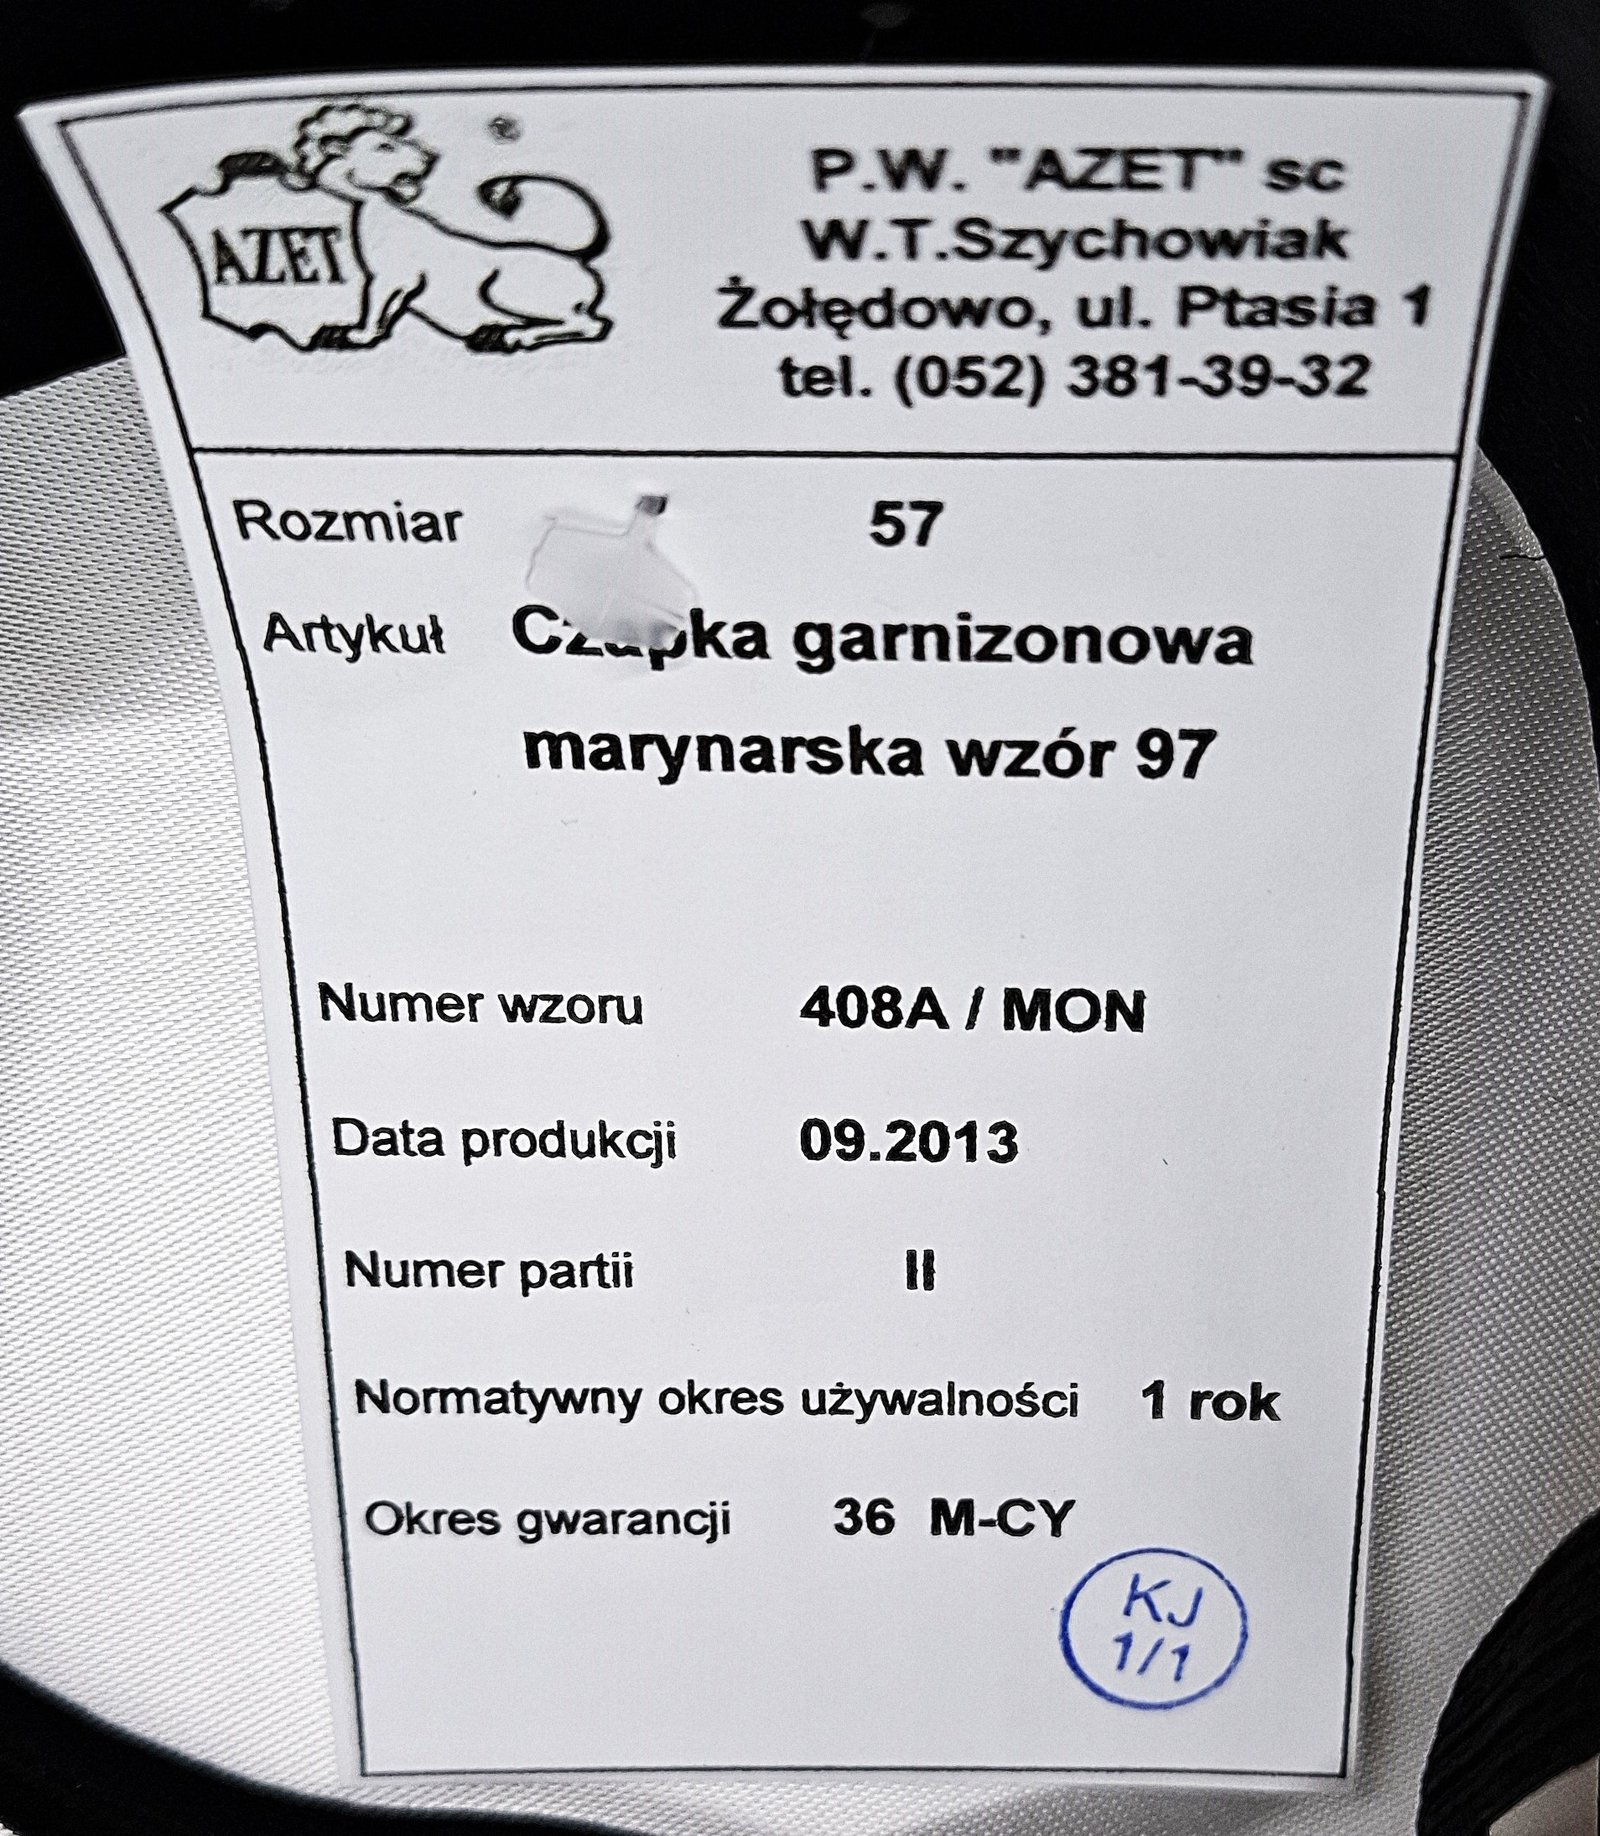 AZET
®
P.W. "AZET" sc
W.T.Szychowiak
Żołędowo, ul. Ptasia 1
tel. (052) 381-39-32
Rozmiar 57
Artykuł Czapka garnizonowa
marynarska wzór 97
Numer wzoru 408A / MON
Data produkcji 09.2013
Numer partii II
Normatywny okres używalności 1 rok
Okres gwarancji 36 M-CY
KJ
1/1